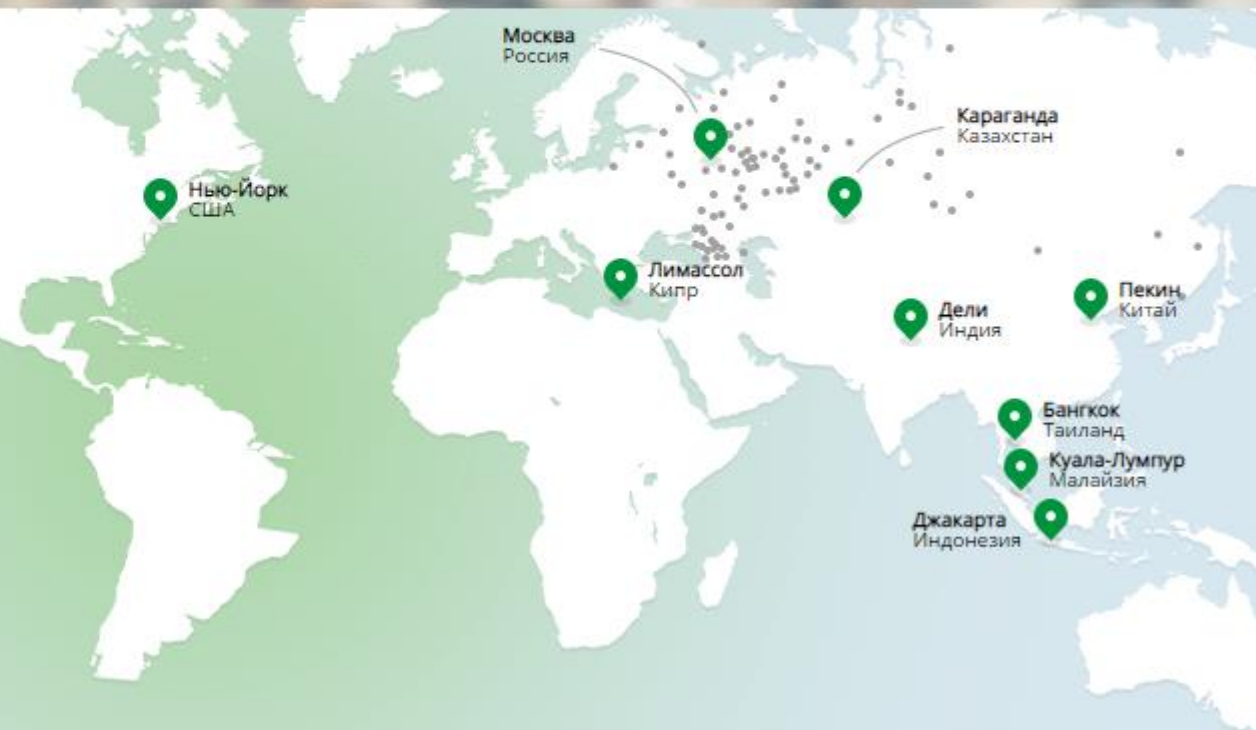 Москва
Россия
Караганда
Казахстан
Нью-Йорк
США
Лимассол
Кипр
Пекин
Китай
Дели
Индия
Бангкок
Таиланд
Куала-Лумпур
Малайзия
Джакарта
Индонезия